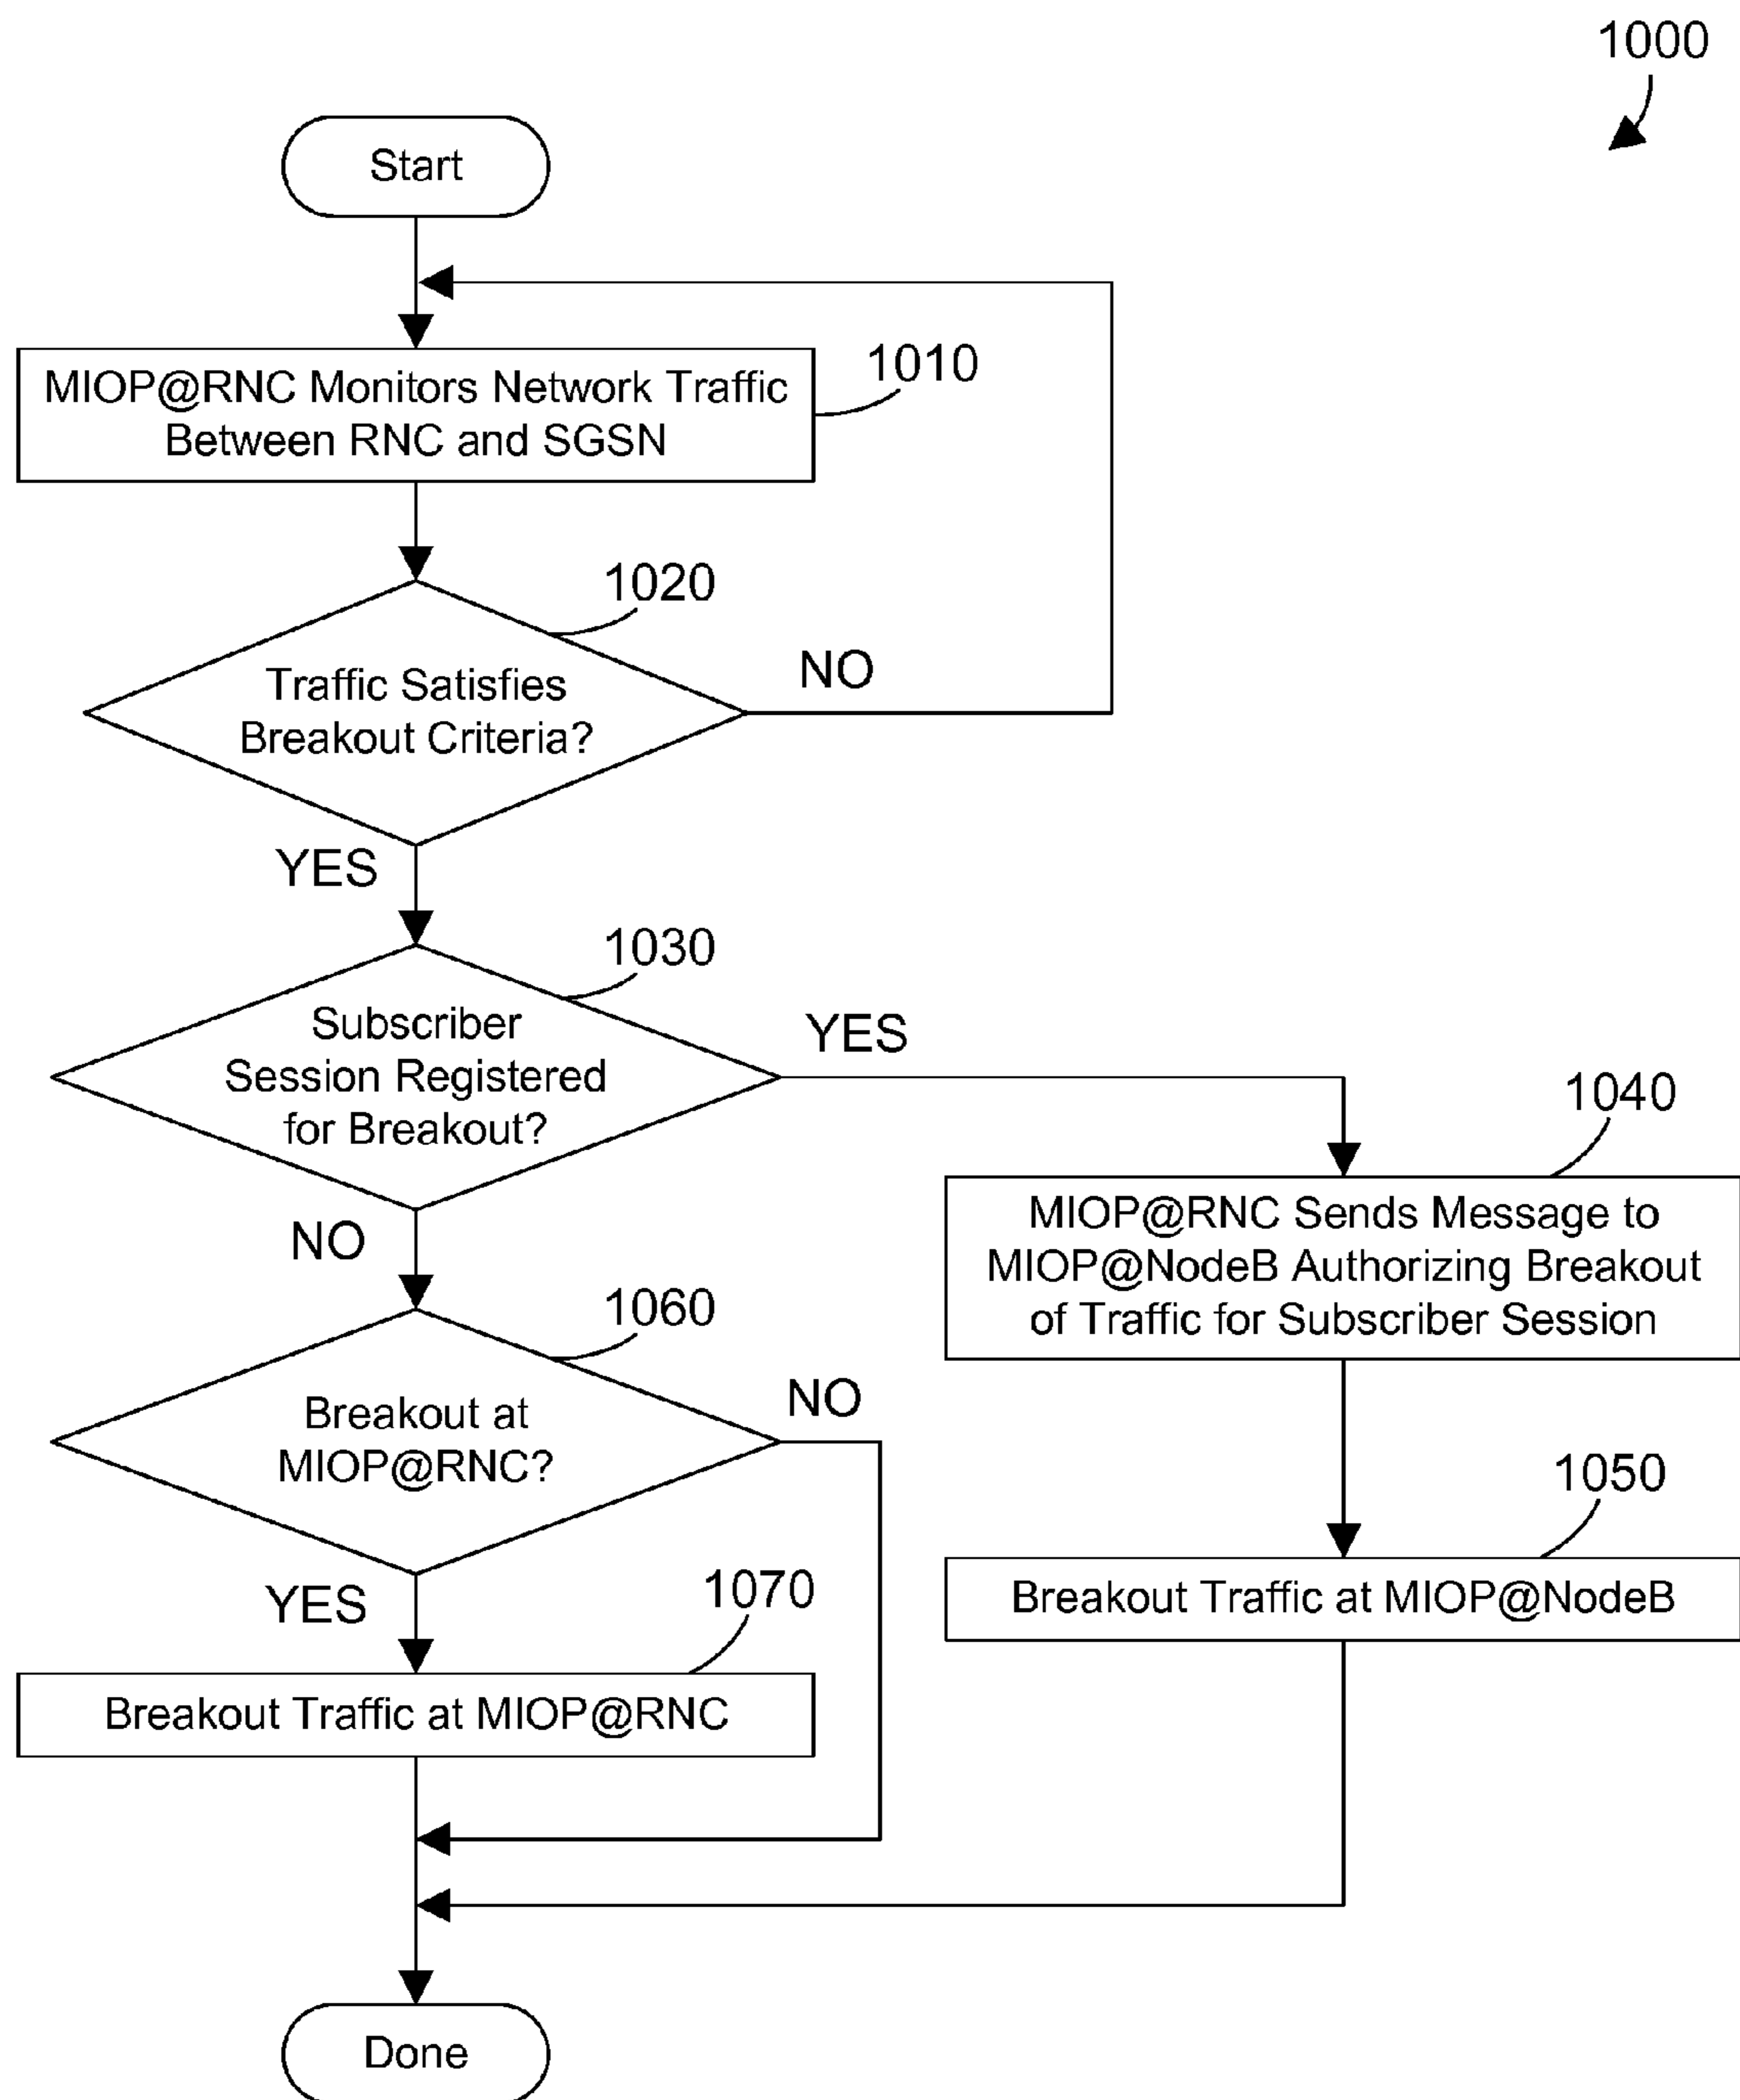 1000
Start
MIOP@RNC Monitors Network Traffic
Between RNC and SGSN
1010
1020
Traffic Satisfies
Breakout Criteria?
NO
YES
1030
Subscriber
Session Registered
for Breakout?
YES
NO
1040
MIOP@RNC Sends Message to
MIOP@NodeB Authorizing Breakout
of Traffic for Subscriber Session
1060
Breakout at
MIOP@RNC?
NO
YES
1050
Breakout Traffic at MIOP@NodeB
1070
Breakout Traffic at MIOP@RNC
Done